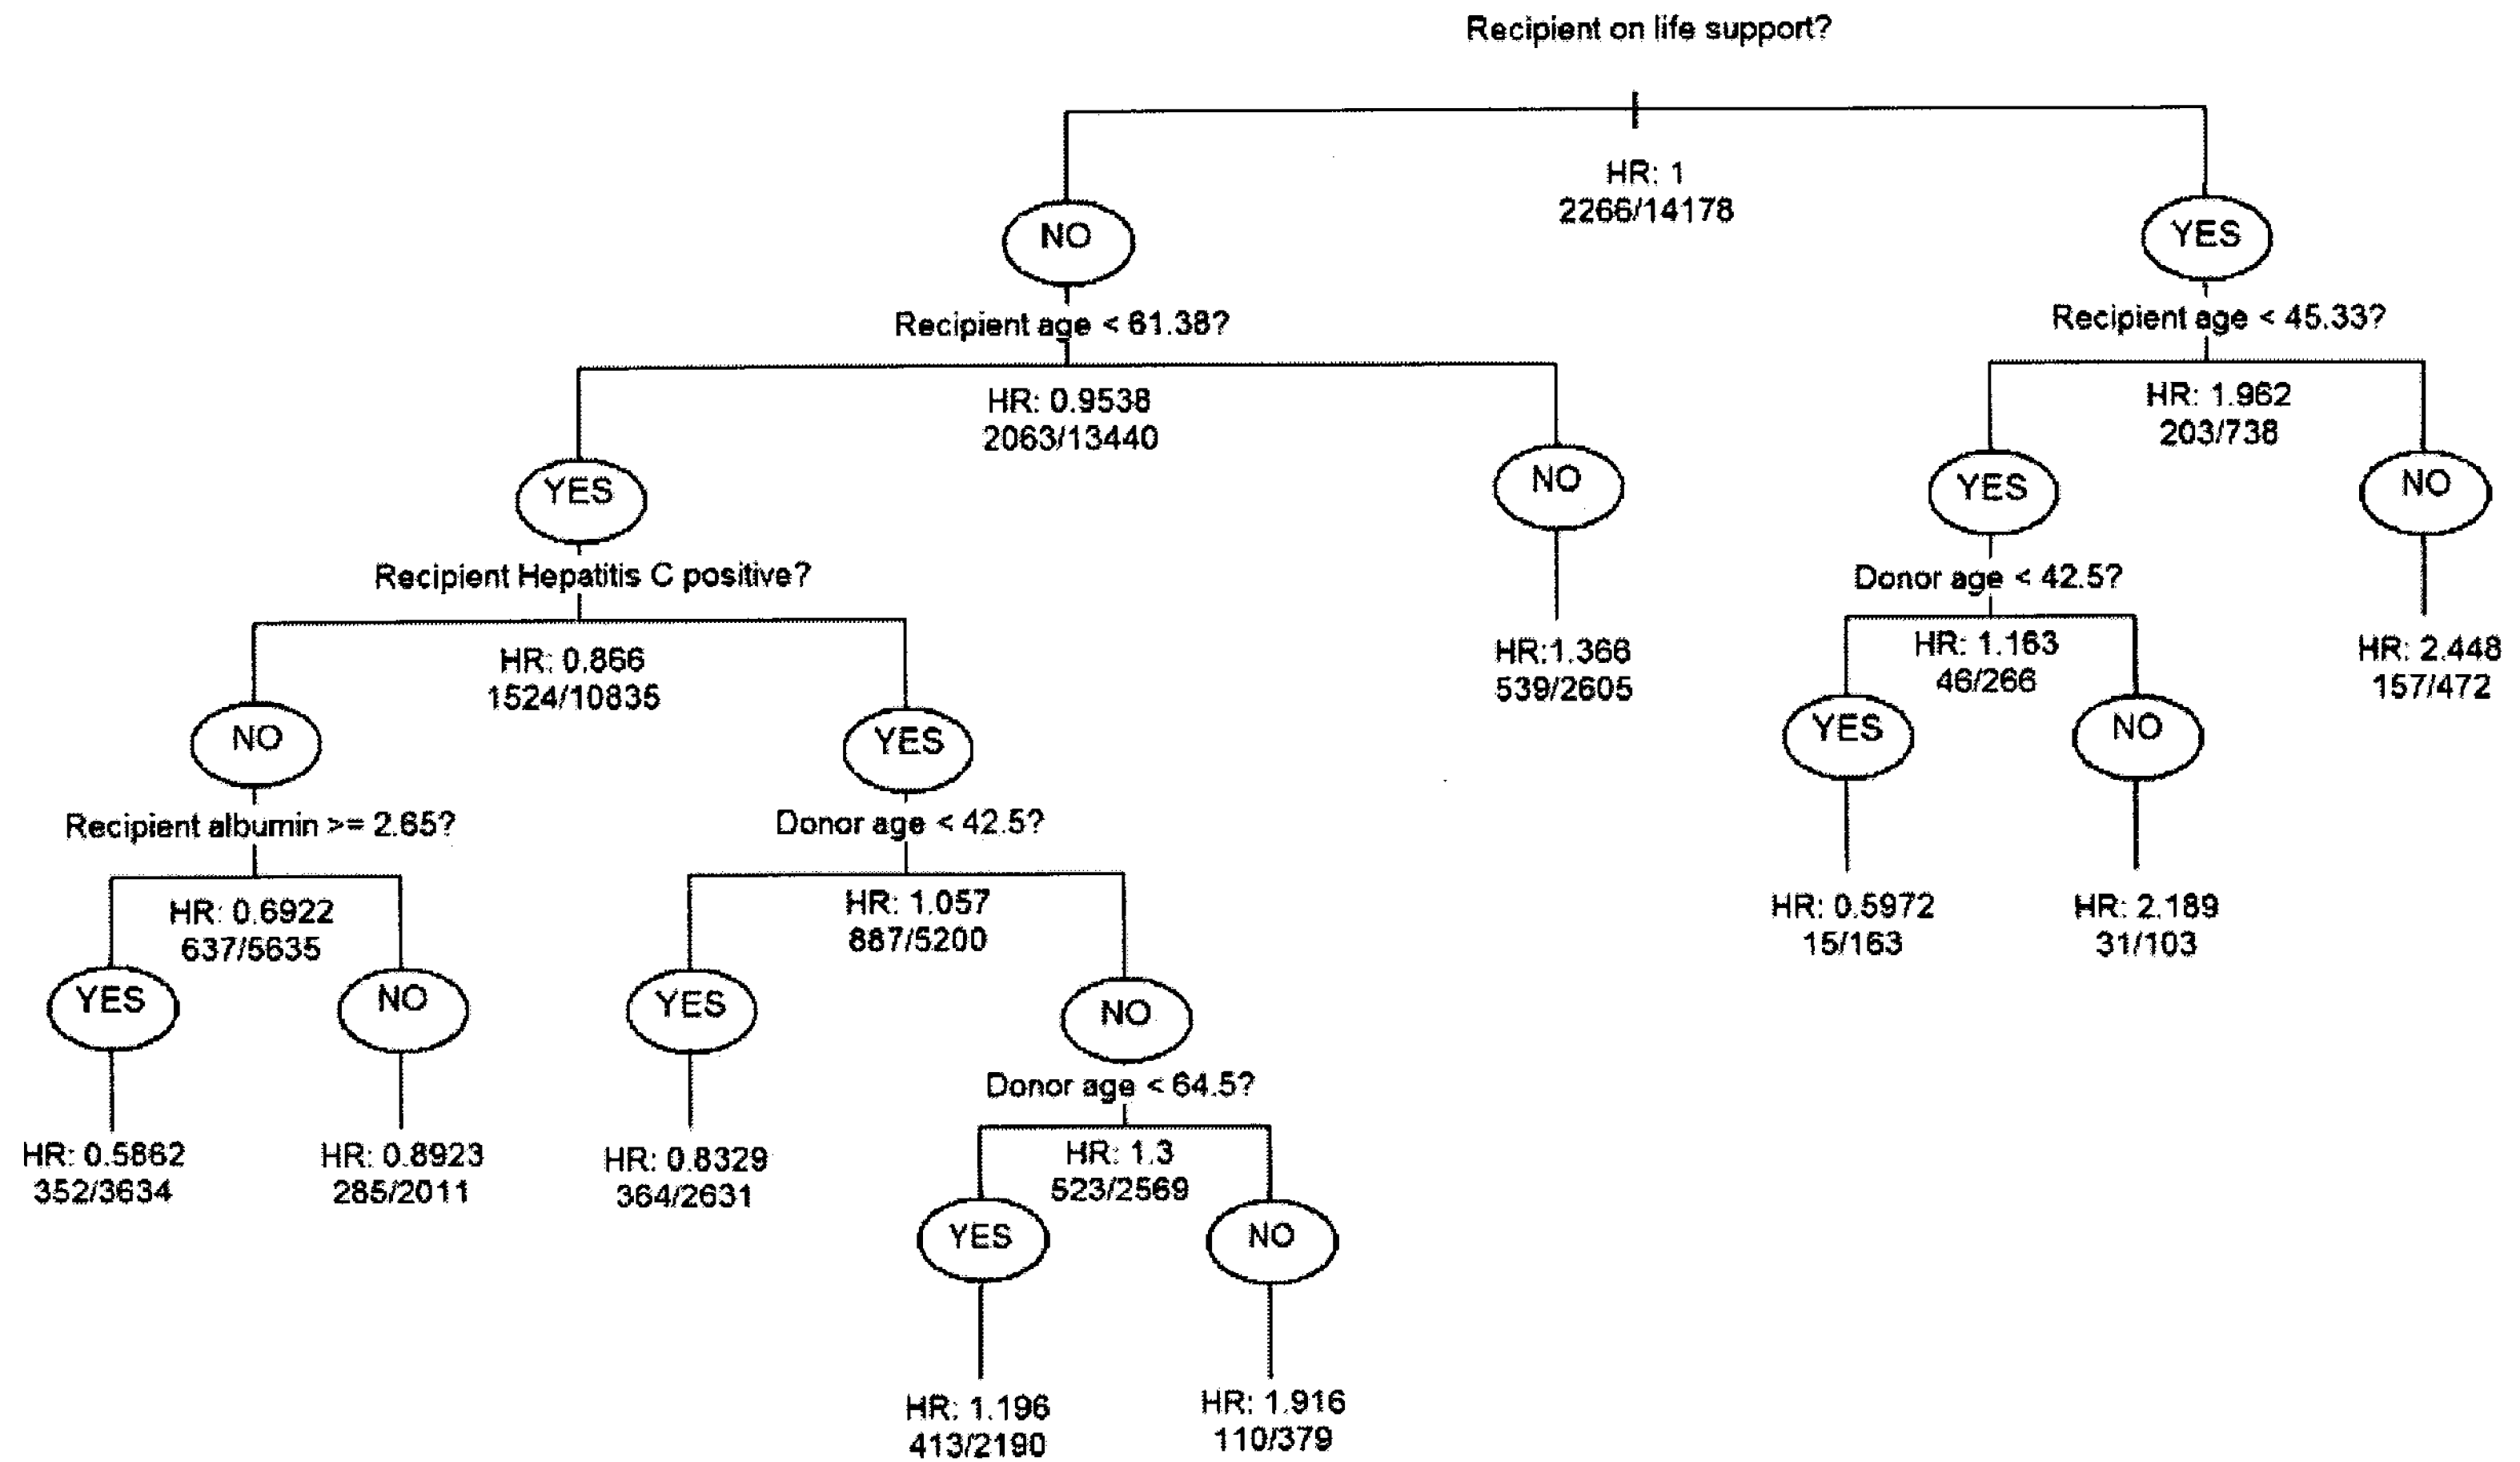 Recipient on life support?
HR: 1
2266/14178
NO
YES
Recipient age < 61.38?
Recipient age < 45.33?
HR: 0.9538
2063/13440
HR: 1.962
203/738
YES
NO
YES
NO
Recipient Hepatitis C positive?
Donor age < 42.5?
HR: 0.866
1524/10835
HR:1.366
539/2605
HR: 1.163
46/266
HR: 2.448
157/472
NO
YES
YES
NO
Recipient albumin >= 2.65?
Donor age < 42.5?
HR: 0.6922
637/5635
HR: 1.057
887/5200
HR: 0.5972
15/163
HR: 2.189
31/103
YES
NO
YES
NO
Donor age < 64.5?
HR: 0.5862
352/3634
HR: 0.8923
285/2011
HR: 0.8329
364/2631
HR: 1.3
523/2569
YES
NO
HR: 1.196
413/2190
HR: 1.916
110/379